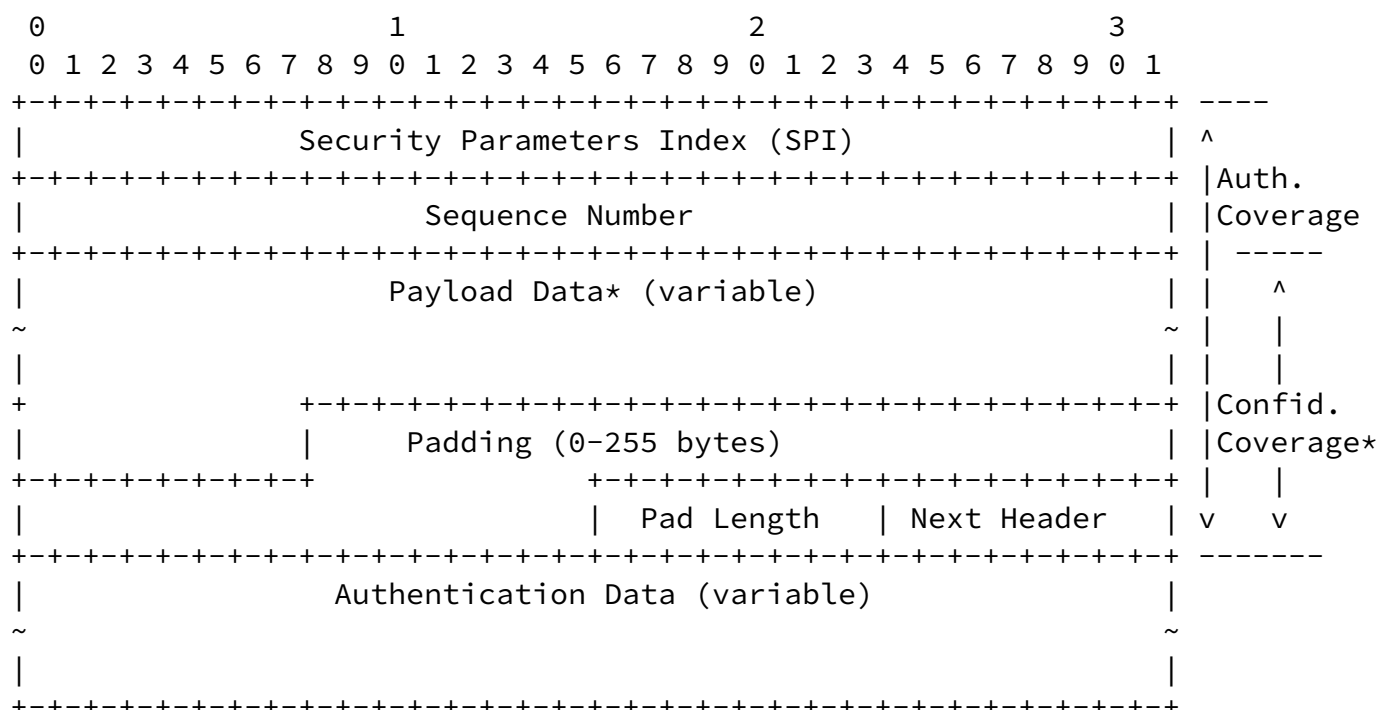 0                   1                   2                   3
 0 1 2 3 4 5 6 7 8 9 0 1 2 3 4 5 6 7 8 9 0 1 2 3 4 5 6 7 8 9 0 1
+-+-+-+-+-+-+-+-+-+-+-+-+-+-+-+-+-+-+-+-+-+-+-+-+-+-+-+-+-+-+-+-+ ----
|               Security Parameters Index (SPI)                 | ^
+-+-+-+-+-+-+-+-+-+-+-+-+-+-+-+-+-+-+-+-+-+-+-+-+-+-+-+-+-+-+-+-+ |Auth.
|                      Sequence Number                          | |Coverage
+-+-+-+-+-+-+-+-+-+-+-+-+-+-+-+-+-+-+-+-+-+-+-+-+-+-+-+-+-+-+-+-+ | -----
|                    Payload Data* (variable)                   | |   ^
~                                                               ~ |   |
|                                                               | |   |
+               +-+-+-+-+-+-+-+-+-+-+-+-+-+-+-+-+-+-+-+-+-+-+-+-+ |Confid.
|               |     Padding (0-255 bytes)                     | |Coverage*
+-+-+-+-+-+-+-+-+               +-+-+-+-+-+-+-+-+-+-+-+-+-+-+-+-+ |   |
|                               |  Pad Length   | Next Header   | v   v
+-+-+-+-+-+-+-+-+-+-+-+-+-+-+-+-+-+-+-+-+-+-+-+-+-+-+-+-+-+-+-+-+ -------
|                 Authentication Data (variable)                |
~                                                               ~
|                                                               |
+-+-+-+-+-+-+-+-+-+-+-+-+-+-+-+-+-+-+-+-+-+-+-+-+-+-+-+-+-+-+-+-+